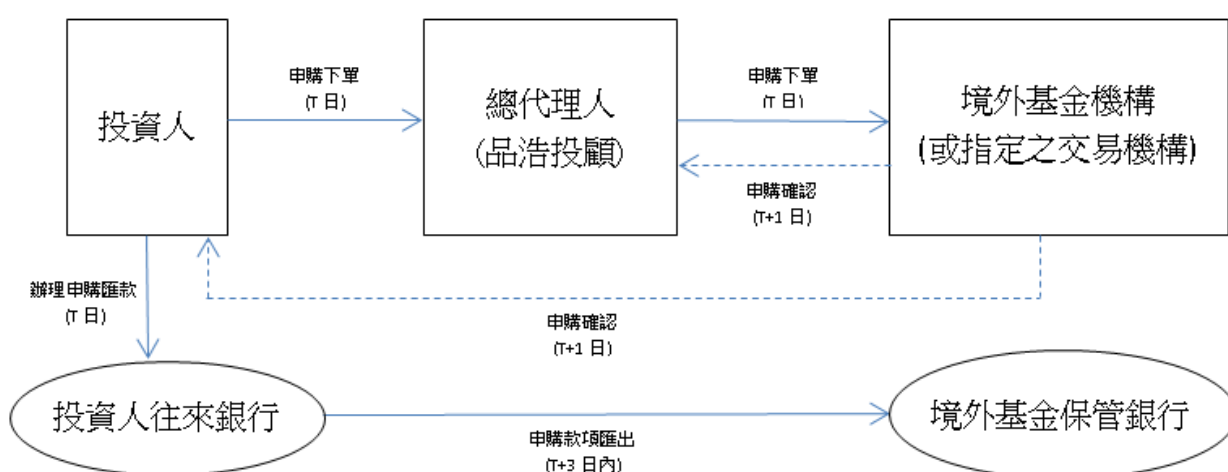 投資人
申購下單
(T 日)
總代理人
(品浩投顧)
申購下單
(T 日)
境外基金機構
(或指定之交易機構)
申購確認
(T+1 日)
辦理申購匯款
(T 日)
申購確認
(T+1 日)
投資人往來銀行
申購款項匯出
(T+3 日內)
境外基金保管銀行